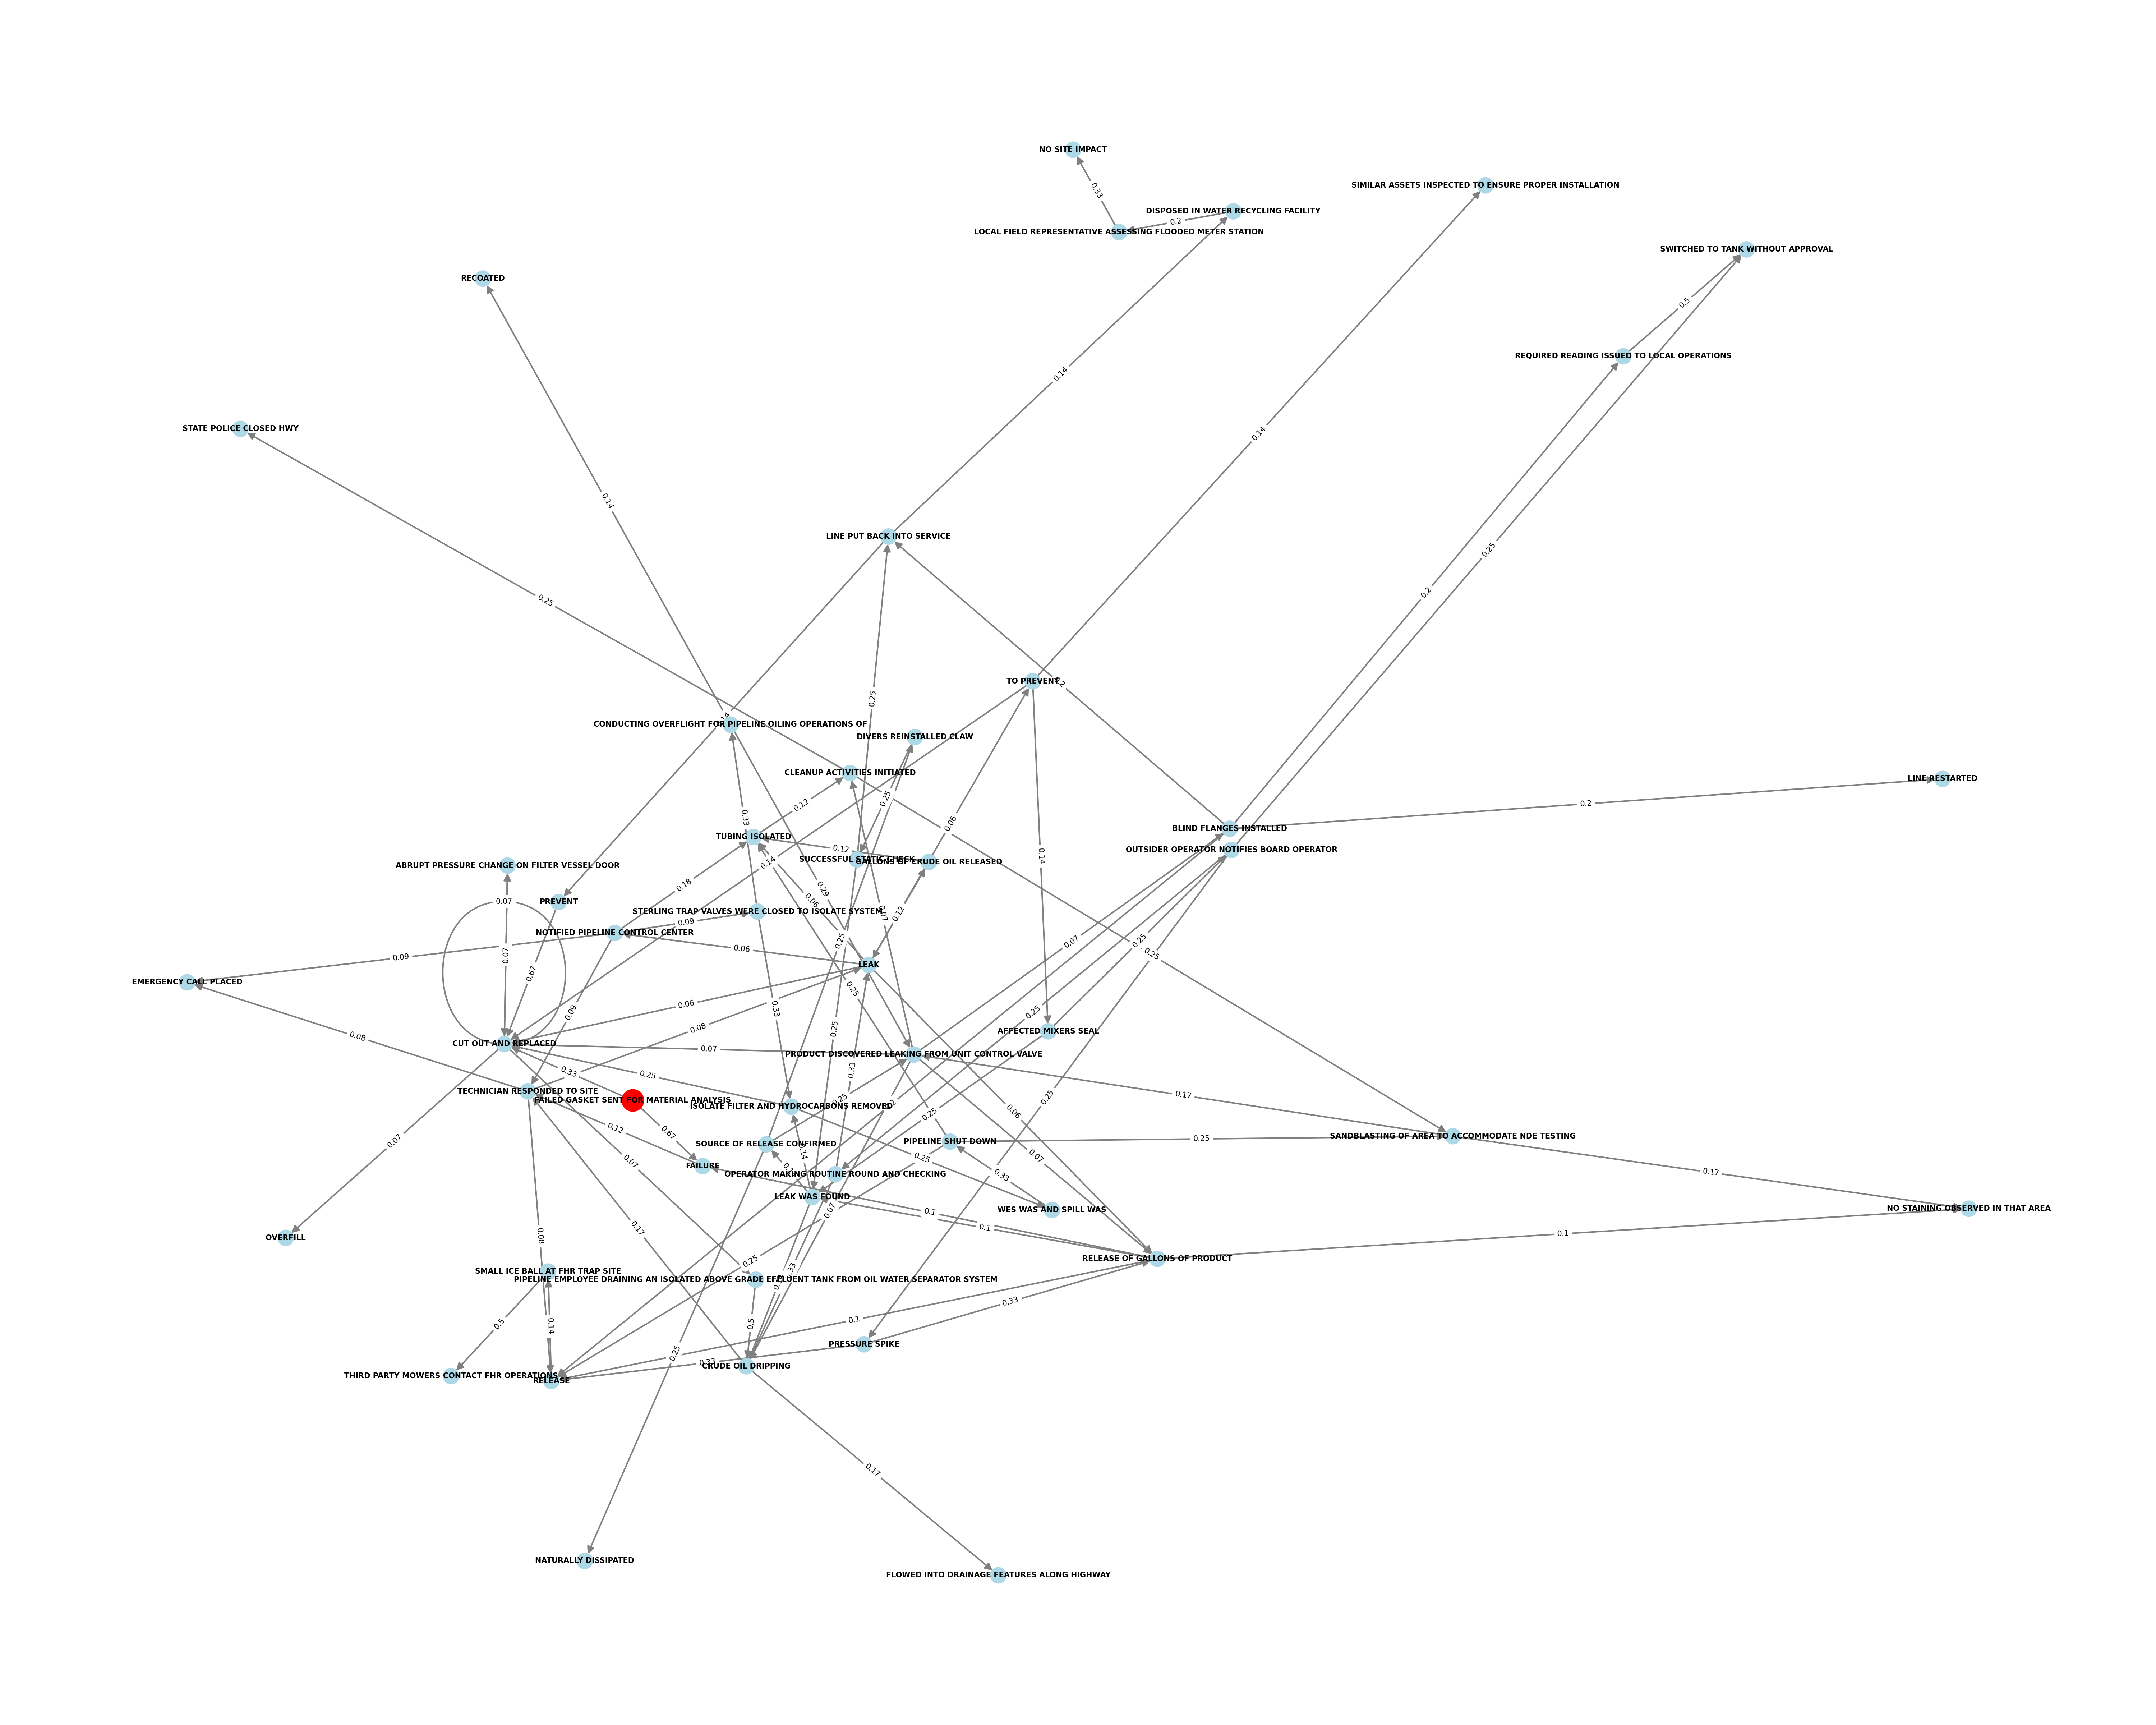 NO SITE IMPACT
SIMILAR ASSETS INSPECTED TO ENSURE PROPER INSTALLATION
0.33
DISPOSED IN WATER RECYCLING FACILITY
0.2
LOCAL FIELD REPRESENTATIVE ASSESSING FLOODED METER STATION
SWITCHED TO TANK WITHOUT APPROVAL
RECOATED
0.5
REQUIRED READING ISSUED TO LOCAL OPERATIONS
0.14
STATE POLICE CLOSED HWY
0.14
0.14
LINE PUT BACK INTO SERVICE
0.25
0.2
0.25
TO PREVENT
0.25
CONDUCTING OVERFLIGHT FOR PIPELINE OILING OPERATIONS OF
DIVERS REINSTALLED CLAW
CLEANUP ACTIVITIES INITIATED
LINE RESTARTED
0.25
0.12
0.2
0.33
0.06
BLIND FLANGES INSTALLED
TUBING ISOLATED
0.12
OUTSIDER OPERATOR NOTIFIES BOARD OPERATOR
SUCCESSFUL STATIC CHECK
GALLONS OF CRUDE OIL RELEASED
0.14
0.14
ABRUPT PRESSURE CHANGE ON FILTER VESSEL DOOR
0.18
0.29
0.07
PREVENT
0.06
0.07
0.12
STERLING TRAP VALVES WERE CLOSED TO ISOLATE SYSTEM
0.09
NOTIFIED PIPELINE CONTROL CENTER
0.25
0.07
0.25
0.06
0.09
0.07
0.25
LEAK
0.67
EMERGENCY CALL PLACED
0.25
0.06
0.33
0.09
0.25
0.08
0.25
AFFECTED MIXERS SEAL
0.08
CUT OUT AND REPLACED
0.07
PRODUCT DISCOVERED LEAKING FROM UNIT CONTROL VALVE
0.33
0.25
0.33
TECHNICIAN RESPONDED TO SITE
0.17
FAILED GASKET SENT FOR MATERIAL ANALYSIS
0.25
0.25
ISOLATE FILTER AND HYDROCARBONS REMOVED
0.06
0.25
0.12
0.67
SANDBLASTING OF AREA TO ACCOMMODATE NDE TESTING
0.25
PIPELINE SHUT DOWN
SOURCE OF RELEASE CONFIRMED
0.07
0.14
0.07
0.25
0.07
FAILURE
0.17
OPERATOR MAKING ROUTINE ROUND AND CHECKING
0.33
LEAK WAS FOUND
NO STAINING OBSERVED IN THAT AREA
WES WAS AND SPILL WAS
0.07
0.1
0.1
0.17
0.1
0.08
OVERFILL
RELEASE OF GALLONS OF PRODUCT
0.25
SMALL ICE BALL AT FHR TRAP SITE
PIPELINE EMPLOYEE DRAINING AN ISOLATED ABOVE GRADE EFFLUENT TANK FROM OIL WATER SEPARATOR SYSTEM
0.33
0.1
0.5
0.14
0.5
PRESSURE SPIKE
0.25
0.33
CRUDE OIL DRIPPING
THIRD PARTY MOWERS CONTACT FHR OPERATIONS
RELEASE
0.17
NATURALLY DISSIPATED
FLOWED INTO DRAINAGE FEATURES ALONG HIGHWAY